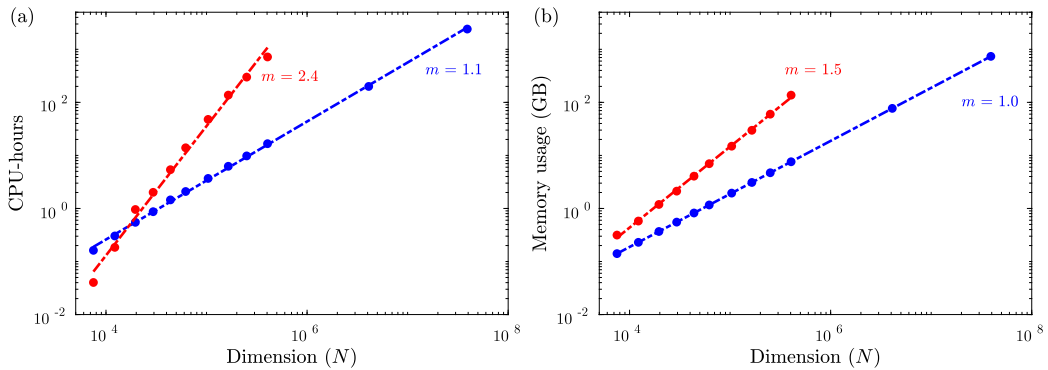 (a)
CPU-hours
10^2
10^0
10^-2
m = 2.4
m = 1.1
10^4
10^6
10^8
Dimension (N)
(b)
Memory usage (GB)
10^2
10^0
10^-2
m = 1.5
m = 1.0
10^4
10^6
10^8
Dimension (N)